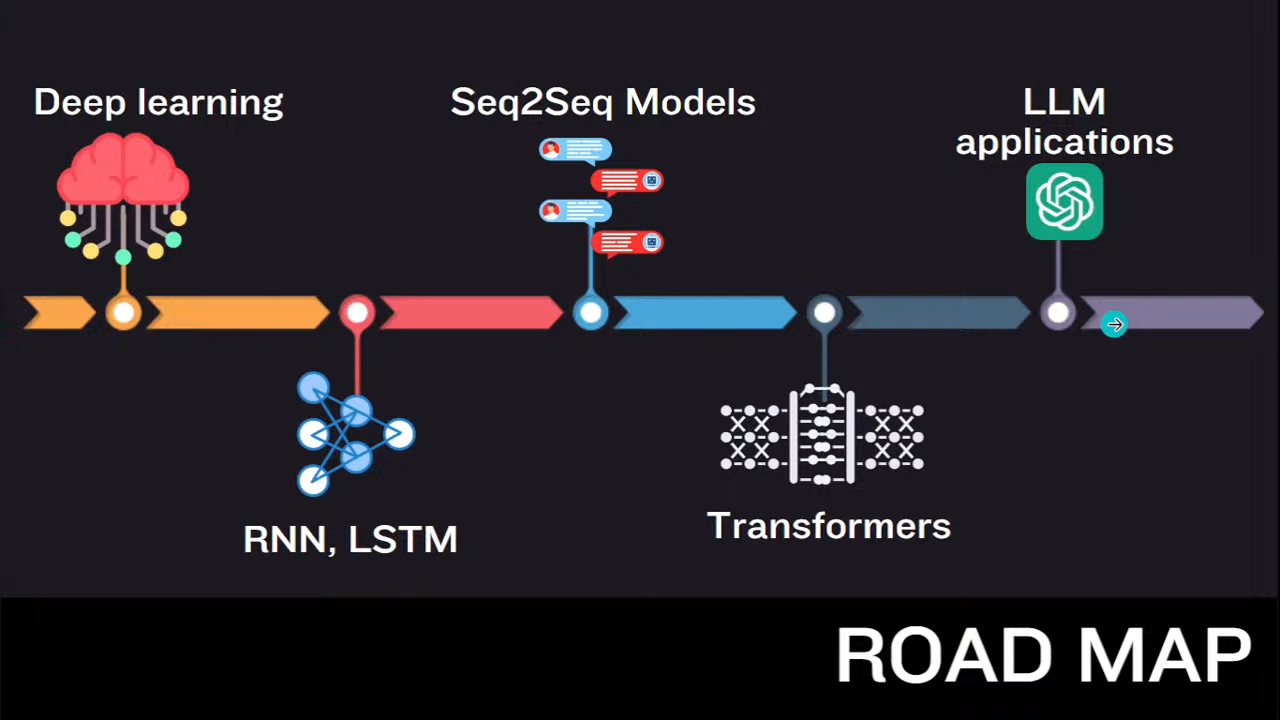 Deep learning
Seq2Seq Models
LLM
applications
RNN, LSTM
Transformers
ROAD MAP